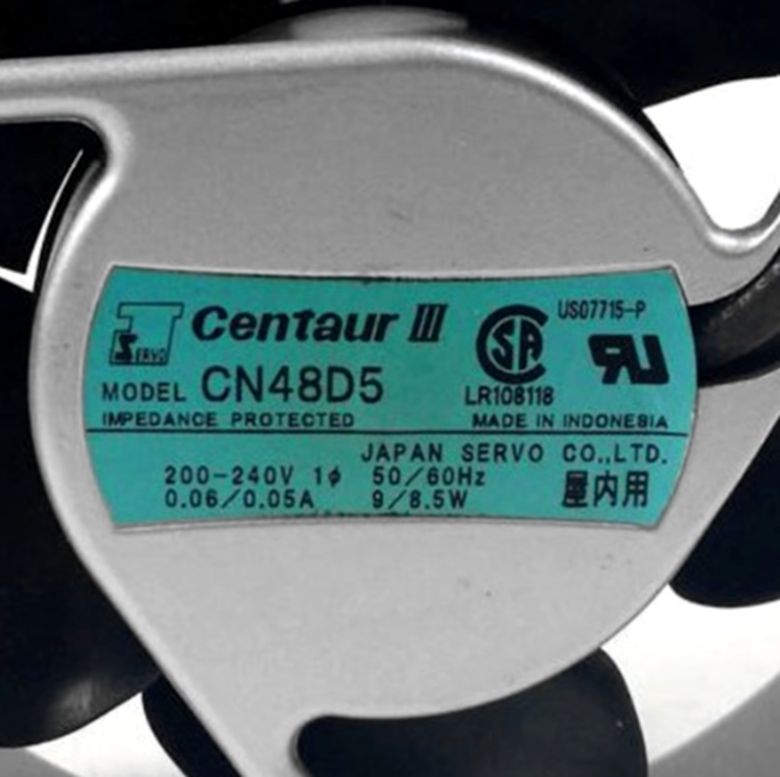 J SERVO
Centaur III
US07715-P
SA
MODEL CN48D5
LR108118
IMPEDANCE PROTECTED
MADE IN INDONESIA
JAPAN SERVO CO.,LTD.
200-240V 1ϕ 50/60Hz
0.06/0.05A 9/8.5W
屋内用